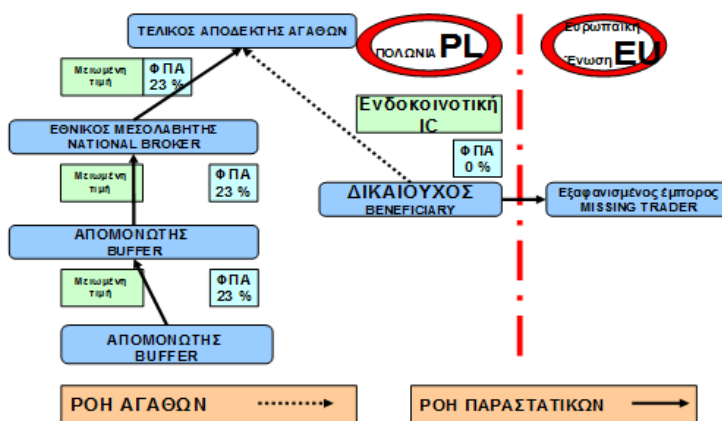 ΤΕΛΙΚΟΣ ΑΠΟΔΕΚΤΗΣ ΑΓΑΘΩΝ
ΠΟΛΩΝΙΑ PL
Ευρωπαϊκή
Ένωση EU
Μειωμένη
τιμή
ΦΠΑ
23 %
Ενδοκοινοτική
IC
ΕΘΝΙΚΟΣ ΜΕΣΟΛΑΒΗΤΗΣ
NATIONAL BROKER
ΦΠΑ
0 %
Μειωμένη
τιμή
ΦΠΑ
23 %
ΔΙΚΑΙΟΥΧΟΣ
BENEFICIARY
Εξαφανισμένος έμπορος
MISSING TRADER
ΑΠΟΜΟΝΩΤΗΣ
BUFFER
Μειωμένη
τιμή
ΦΠΑ
23 %
ΑΠΟΜΟΝΩΤΗΣ
BUFFER
ΡΟΗ ΑΓΑΘΩΝ
ΡΟΗ ΠΑΡΑΣΤΑΤΙΚΩΝ